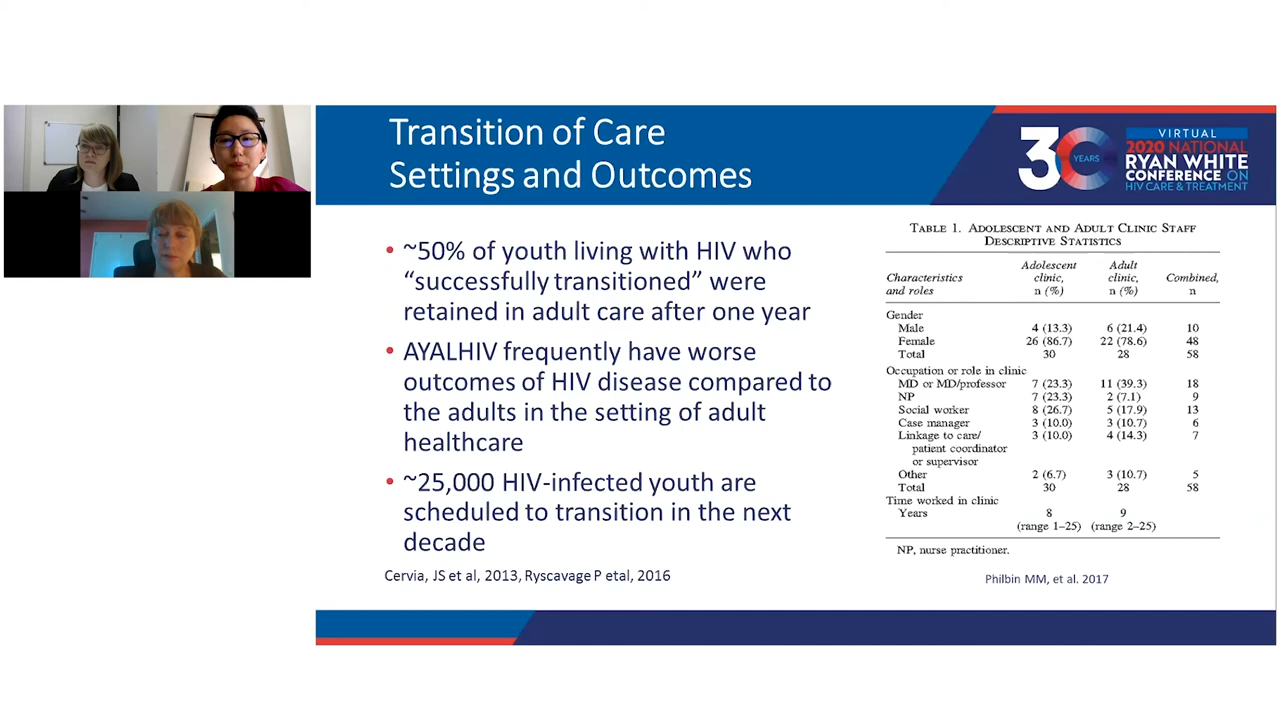 Transition of Care
Settings and Outcomes
30
YEARS
VIRTUAL
2020 NATIONAL
RYAN WHITE
CONFERENCE ON
HIV CARE & TREATMENT
• ~50% of youth living with HIV who
“successfully transitioned” were
retained in adult care after one year
• AYALHIV frequently have worse
outcomes of HIV disease compared to
the adults in the setting of adult
healthcare
• ~25,000 HIV-infected youth are
scheduled to transition in the next
decade
Cervia, JS et al, 2013, Ryscavage P etal, 2016
TABLE 1. ADOLESCENT AND ADULT CLINIC STAFF
DESCRIPTIVE STATISTICS
Characteristics and roles Adolescent clinic, n (%) Adult clinic, n (%) Combined, n
Gender
Male 4 (13.3) 6 (21.4) 10
Female 26 (86.7) 22 (78.6) 48
Total 30 28 58
Occupation or role in clinic
MD or MD/professor 7 (23.3) 11 (39.3) 18
NP 7 (23.3) 2 (7.1) 9
Social worker 8 (26.7) 5 (17.9) 13
Case manager 3 (10.0) 3 (10.7) 6
Linkage to care/ 3 (10.0) 4 (14.3) 7
patient coordinator
or supervisor
Other 2 (6.7) 3 (10.7) 5
Total 30 28 58
Time worked in clinic
Years 8 9
(range 1–25) (range 2–25)
NP, nurse practitioner.
Philbin MM, et al. 2017